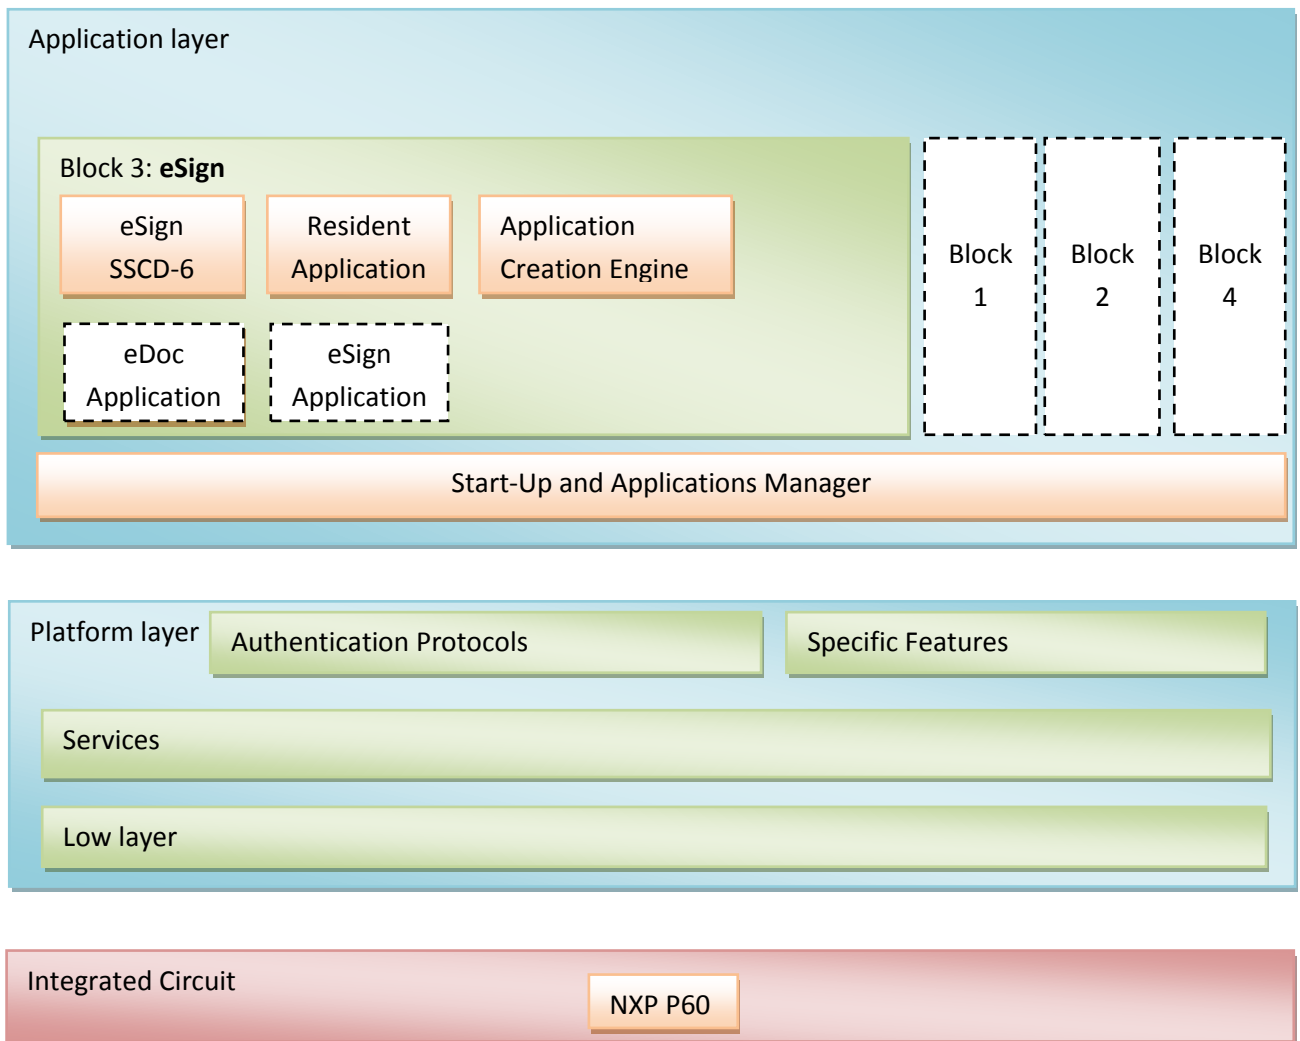 Application layer
Block 3: eSign
eSign
SSCD-6
Resident
Application
Application
Creation Engine
eDoc
Application
eSign
Application
Block
1
Block
2
Block
4
Start-Up and Applications Manager
Platform layer
Authentication Protocols
Specific Features
Services
Low layer
Integrated Circuit
NXP P60